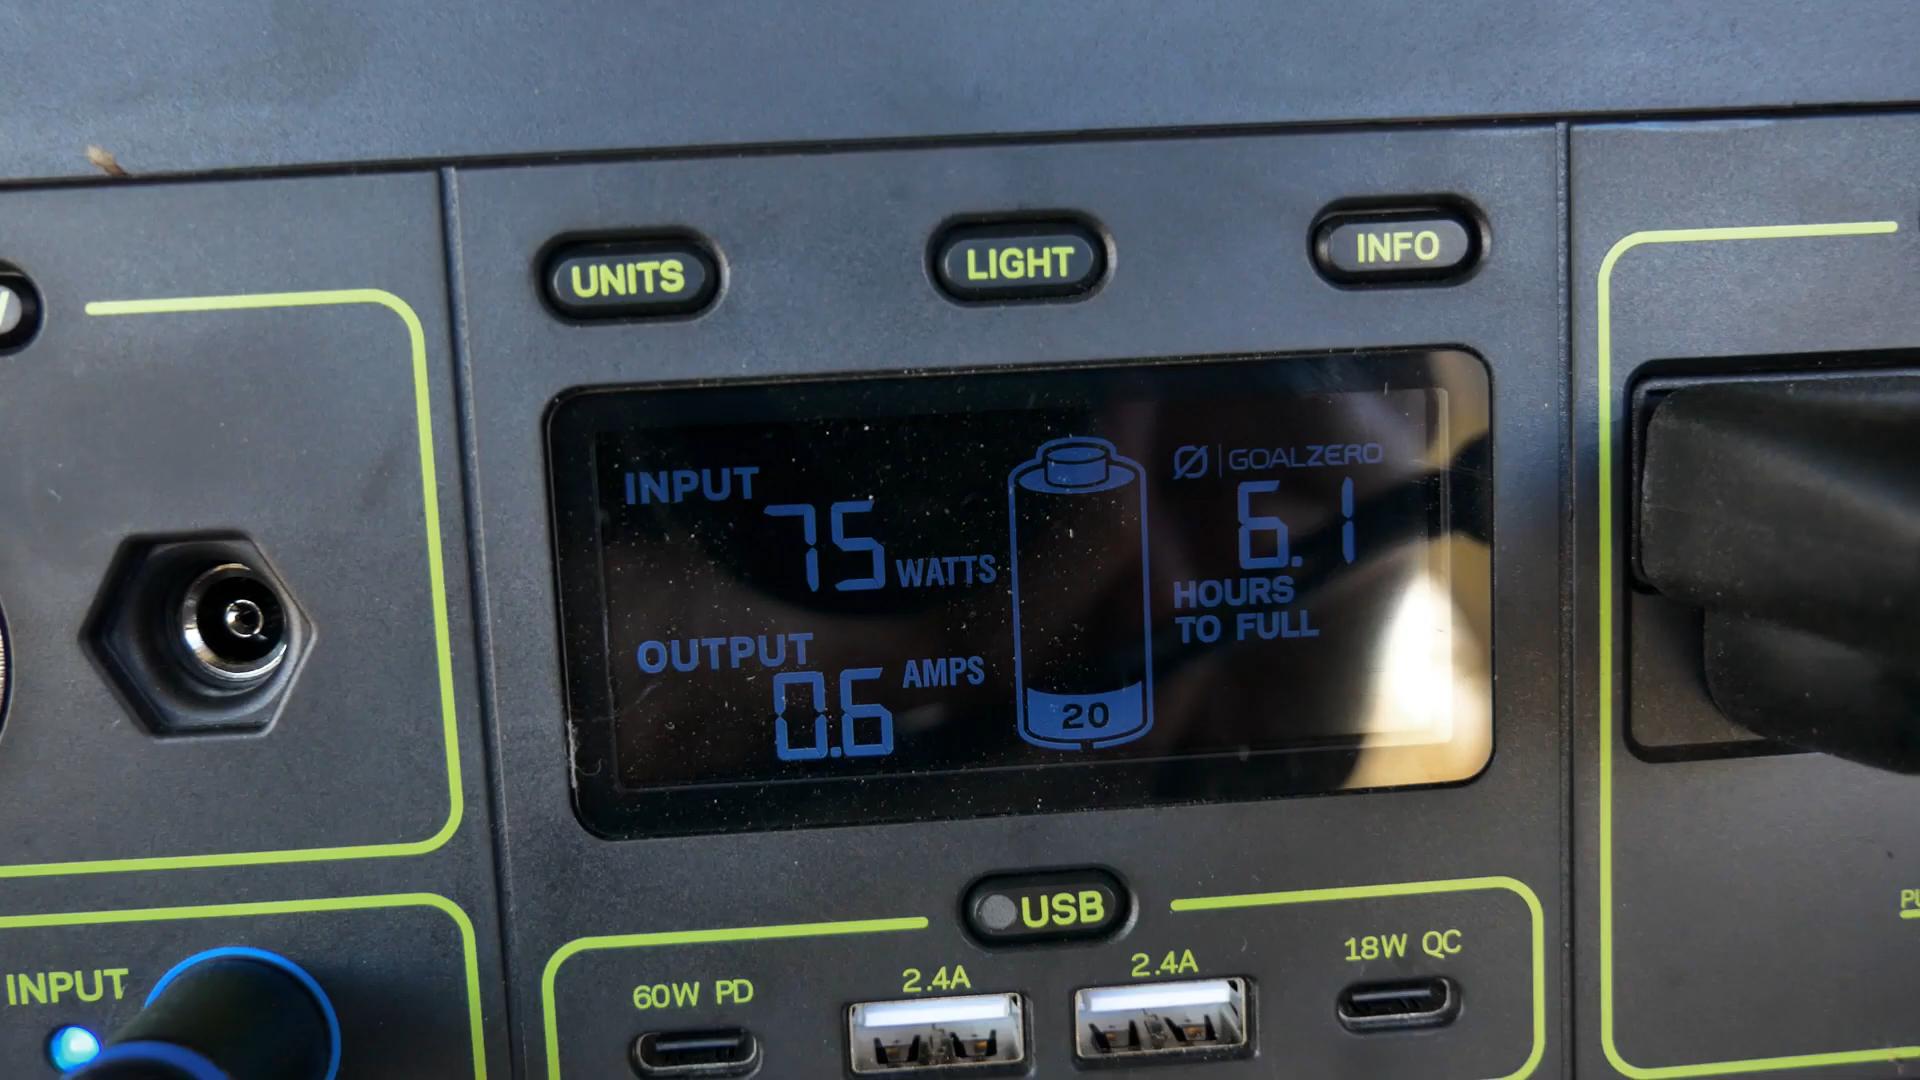 UNITS
LIGHT
INFO
INPUT
75 WATTS
OUTPUT
0.6 AMPS
20
GOALZERO
6.1
HOURS
TO FULL
USB
60W PD
2.4A
2.4A
18W QC
INPUT